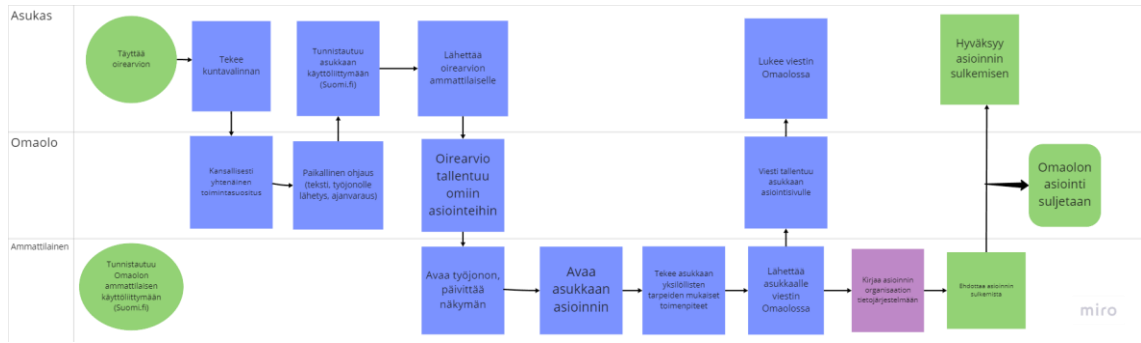 Asukas
Täyttää
oirearvion
Tekee
kuntavalinnan
Tunnistautuu
asukkaan
käyttöliittymään
(Suomi.fi)
Lähettää
oirearvion
ammattilaiselle
Lukee viestin
Omaolossa
Hyväksyy
asioinnin
sulkemisen
Omaolo
Kansallisesti
yhtenäinen
toimintasuositus
Paikallinen ohjaus
(teksti, työjonolle
lähetys, ajanvaraus)
Oirearvio
tallentuu
omiin
asiointeihin
Viesti tallentuu
asukkaan
asiointisivulle
Omaolon
asiointi
suljetaan
Ammattilainen
Tunnistautuu
Omaolon
ammattilaisen
käyttöliittymään
(Suomi.fi)
Avaa työjonon,
päivittää
näkymän
Avaa
asukkaan
asioinnin
Tekee asukkaan
yksilöllisten
tarpeiden mukaiset
toimenpiteet
Lähettää
asukkaalle
viestin
Omaolossa
Kirjaa asioinnin
organisaation
tietojärjestelmään
Ehdottaa asioinnin
sulkemista
miro